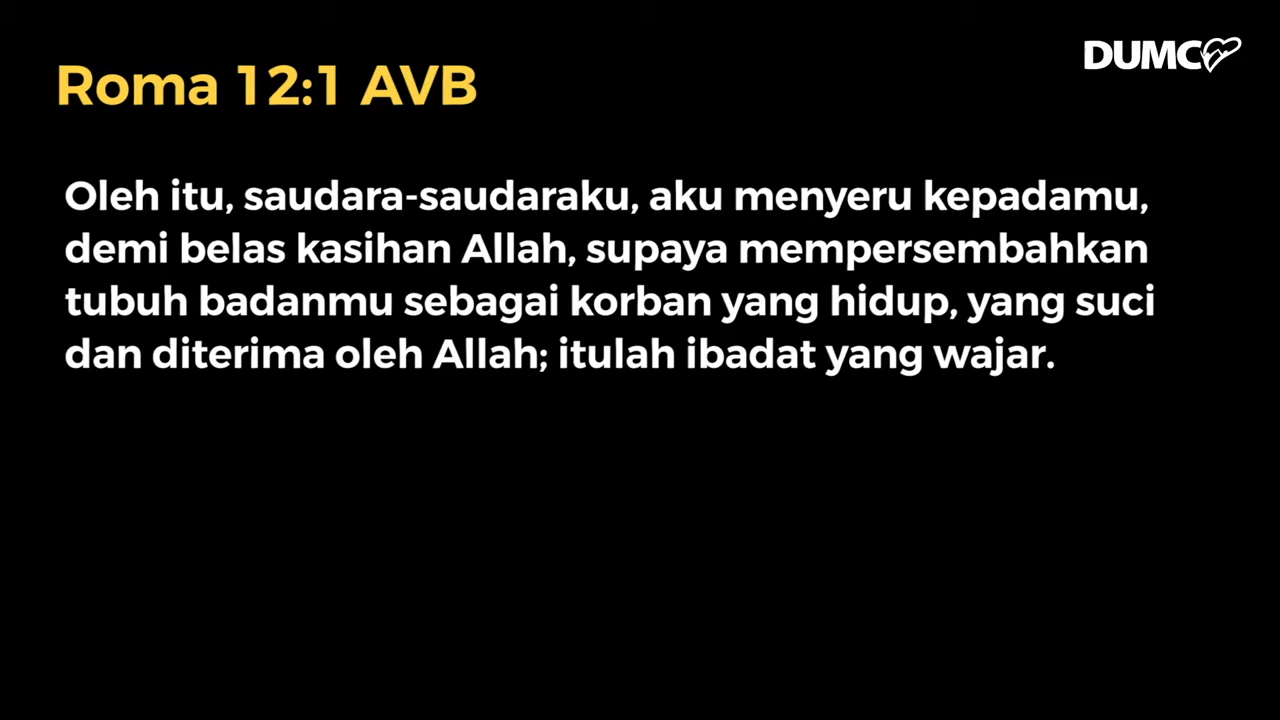 DUMC
Roma 12:1 AVB
Oleh itu, saudara-saudaraku, aku menyeru kepadamu,
demi belas kasihan Allah, supaya mempersembahkan
tubuh badanmu sebagai korban yang hidup, yang suci
dan diterima oleh Allah; itulah ibadat yang wajar.